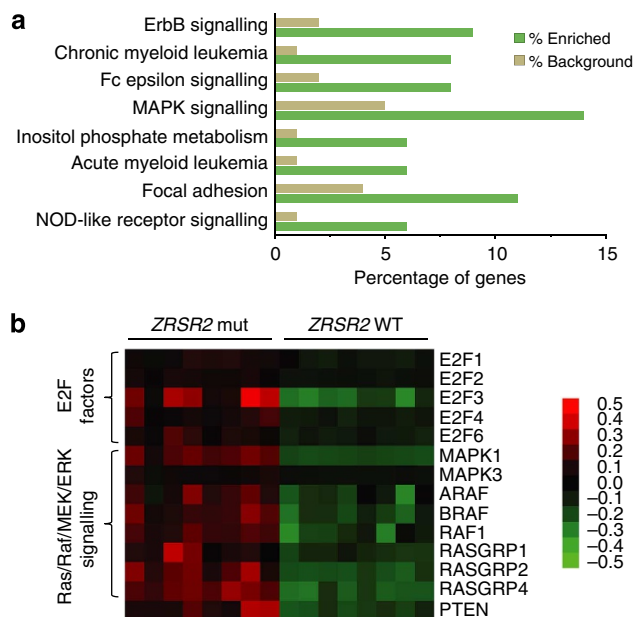 a
ErbB signalling
Chronic myeloid leukemia
Fc epsilon signalling
MAPK signalling
Inositol phosphate metabolism
Acute myeloid leukemia
Focal adhesion
NOD-like receptor signalling
% Enriched
% Background
0 5 10 15
Percentage of genes
b
ZRSR2 mut ZRSR2 WT
E2F factors
Ras/Raf/MEK/ERK signalling
E2F1
E2F2
E2F3
E2F4
E2F6
MAPK1
MAPK3
ARAF
BRAF
RAF1
RASGRP1
RASGRP2
RASGRP4
PTEN
0.5
0.4
0.3
0.2
0.1
0.0
−0.1
−0.2
−0.3
−0.4
−0.5